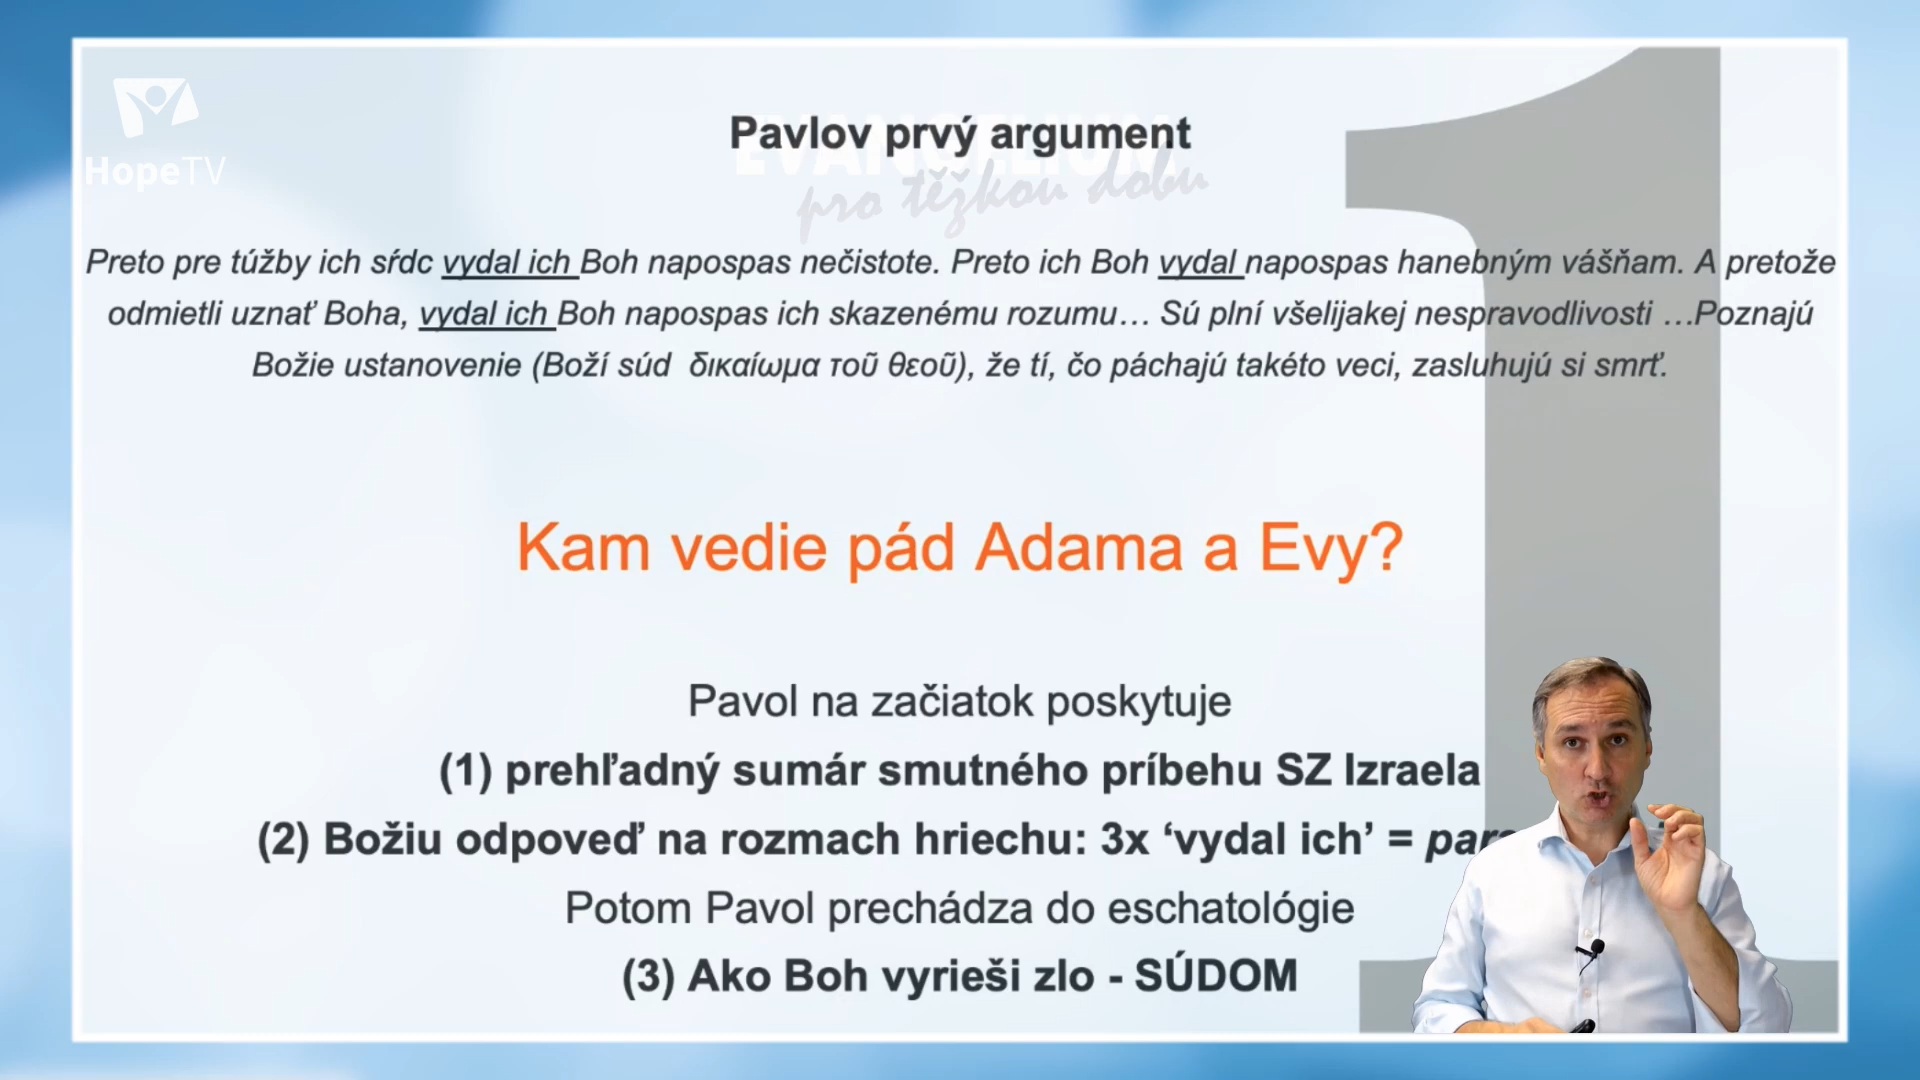 HopeTV
Pavlov prvý argument
EVANGELIUM
pro těžkou dobu
Preto pre túžby ich sŕdc vydal ich Boh napospas nečistote. Preto ich Boh vydal napospas hanebným vášňam. A pretože
odmietli uznať Boha, vydal ich Boh napospas ich skazenému rozumu… Sú plní všelijakej nespravodlivosti …Poznajú
Božie ustanovenie (Boží súd δικαίωμα τοῦ θεοῦ), že tí, čo páchajú takéto veci, zasluhujú si smrť.
1
Kam vedie pád Adama a Evy?
Pavol na začiatok poskytuje
(1) prehľadný sumár smutného príbehu SZ Izraela
(2) Božiu odpoveď na rozmach hriechu: 3x ‘vydal ich’ =
Potom Pavol prechádza do eschatológie
(3) Ako Boh vyrieši zlo - SÚDOM